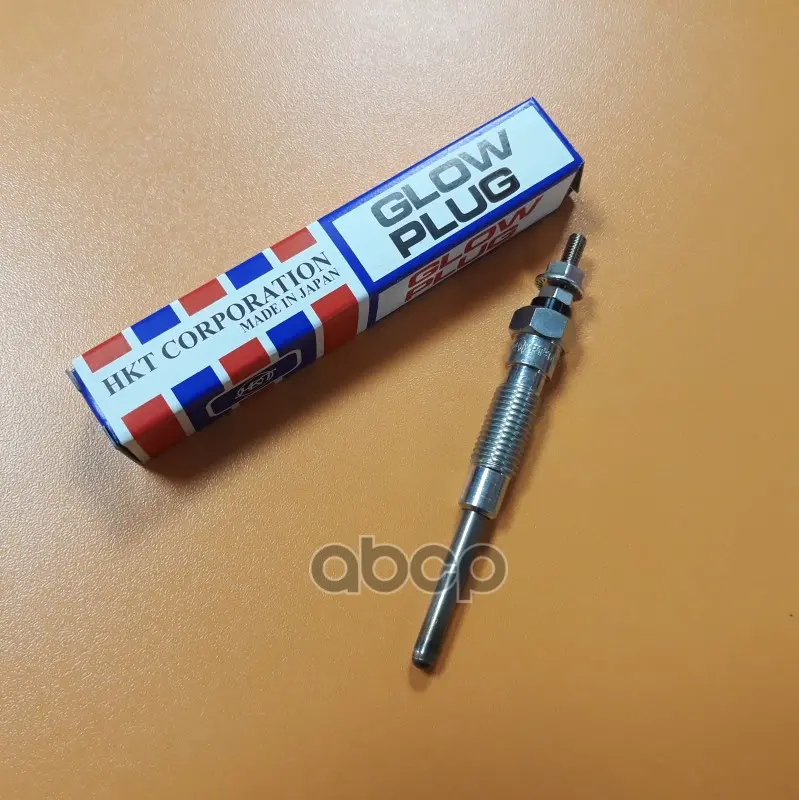 GLOW
PLUG
GLOW
PLUG
HKT CORPORATION
MADE IN JAPAN
HKT
abcp